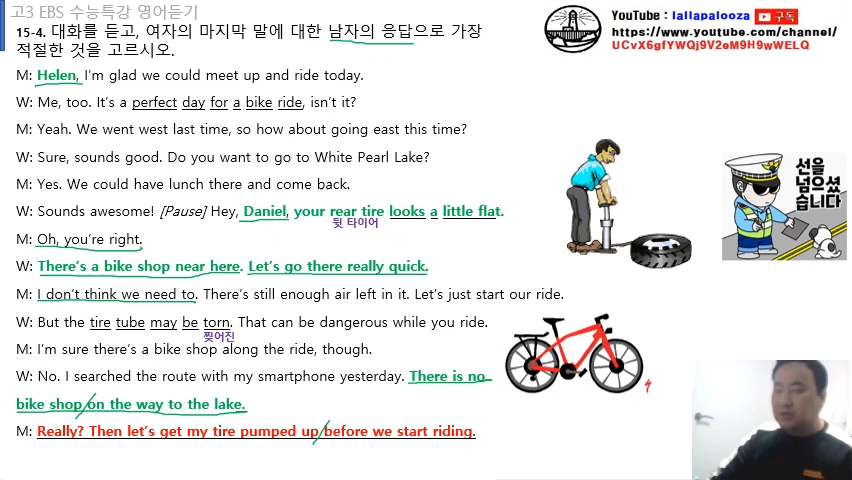 고3 EBS 수능특강 영어듣기
15-4. 대화를 듣고, 여자의 마지막 말에 대한 남자의 응답으로 가장
적절한 것을 고르시오.
YouTube : lallapalooza 구독
https://www.youtube.com/channel/
UCvX6gfYWQj9V2eM9H9wWELQ
M: Helen, I'm glad we could meet up and ride today.
W: Me, too. It's a perfect day for a bike ride, isn't it?
M: Yeah. We went west last time, so how about going east this time?
W: Sure, sounds good. Do you want to go to White Pearl Lake?
M: Yes. We could have lunch there and come back.
W: Sounds awesome! [Pause] Hey, Daniel, your rear tire looks a little flat.
뒷 타이어
M: Oh, you're right.
W: There's a bike shop near here. Let's go there really quick.
M: I don't think we need to. There's still enough air left in it. Let's just start our ride.
W: But the tire tube may be torn. That can be dangerous while you ride.
찢어진
M: I'm sure there's a bike shop along the ride, though.
W: No. I searched the route with my smartphone yesterday. There is no
bike shop on the way to the lake.
M: Really? Then let's get my tire pumped up before we start riding.
선을
넘으셨
습니다